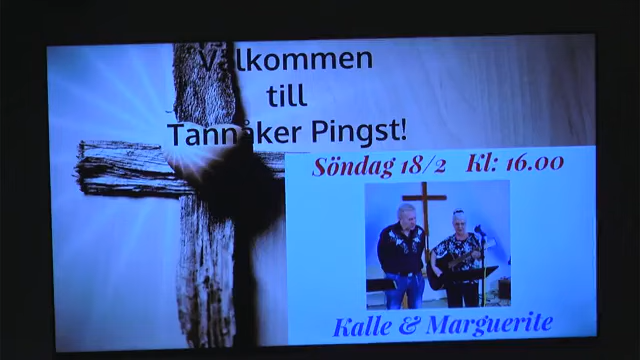 Välkommen
till
Tannåker Pingst!
Söndag 18/2 Kl: 16.00
Kalle & Marguerite